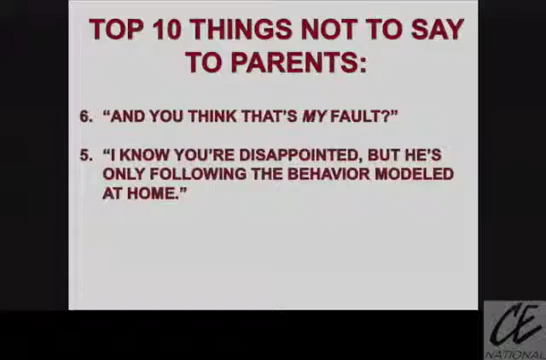 TOP 10 THINGS NOT TO SAY
TO PARENTS:
6. “AND YOU THINK THAT’S MY FAULT?”
5. “I KNOW YOU’RE DISAPPOINTED, BUT HE’S
ONLY FOLLOWING THE BEHAVIOR MODELED
AT HOME.”
CE
NATIONAL